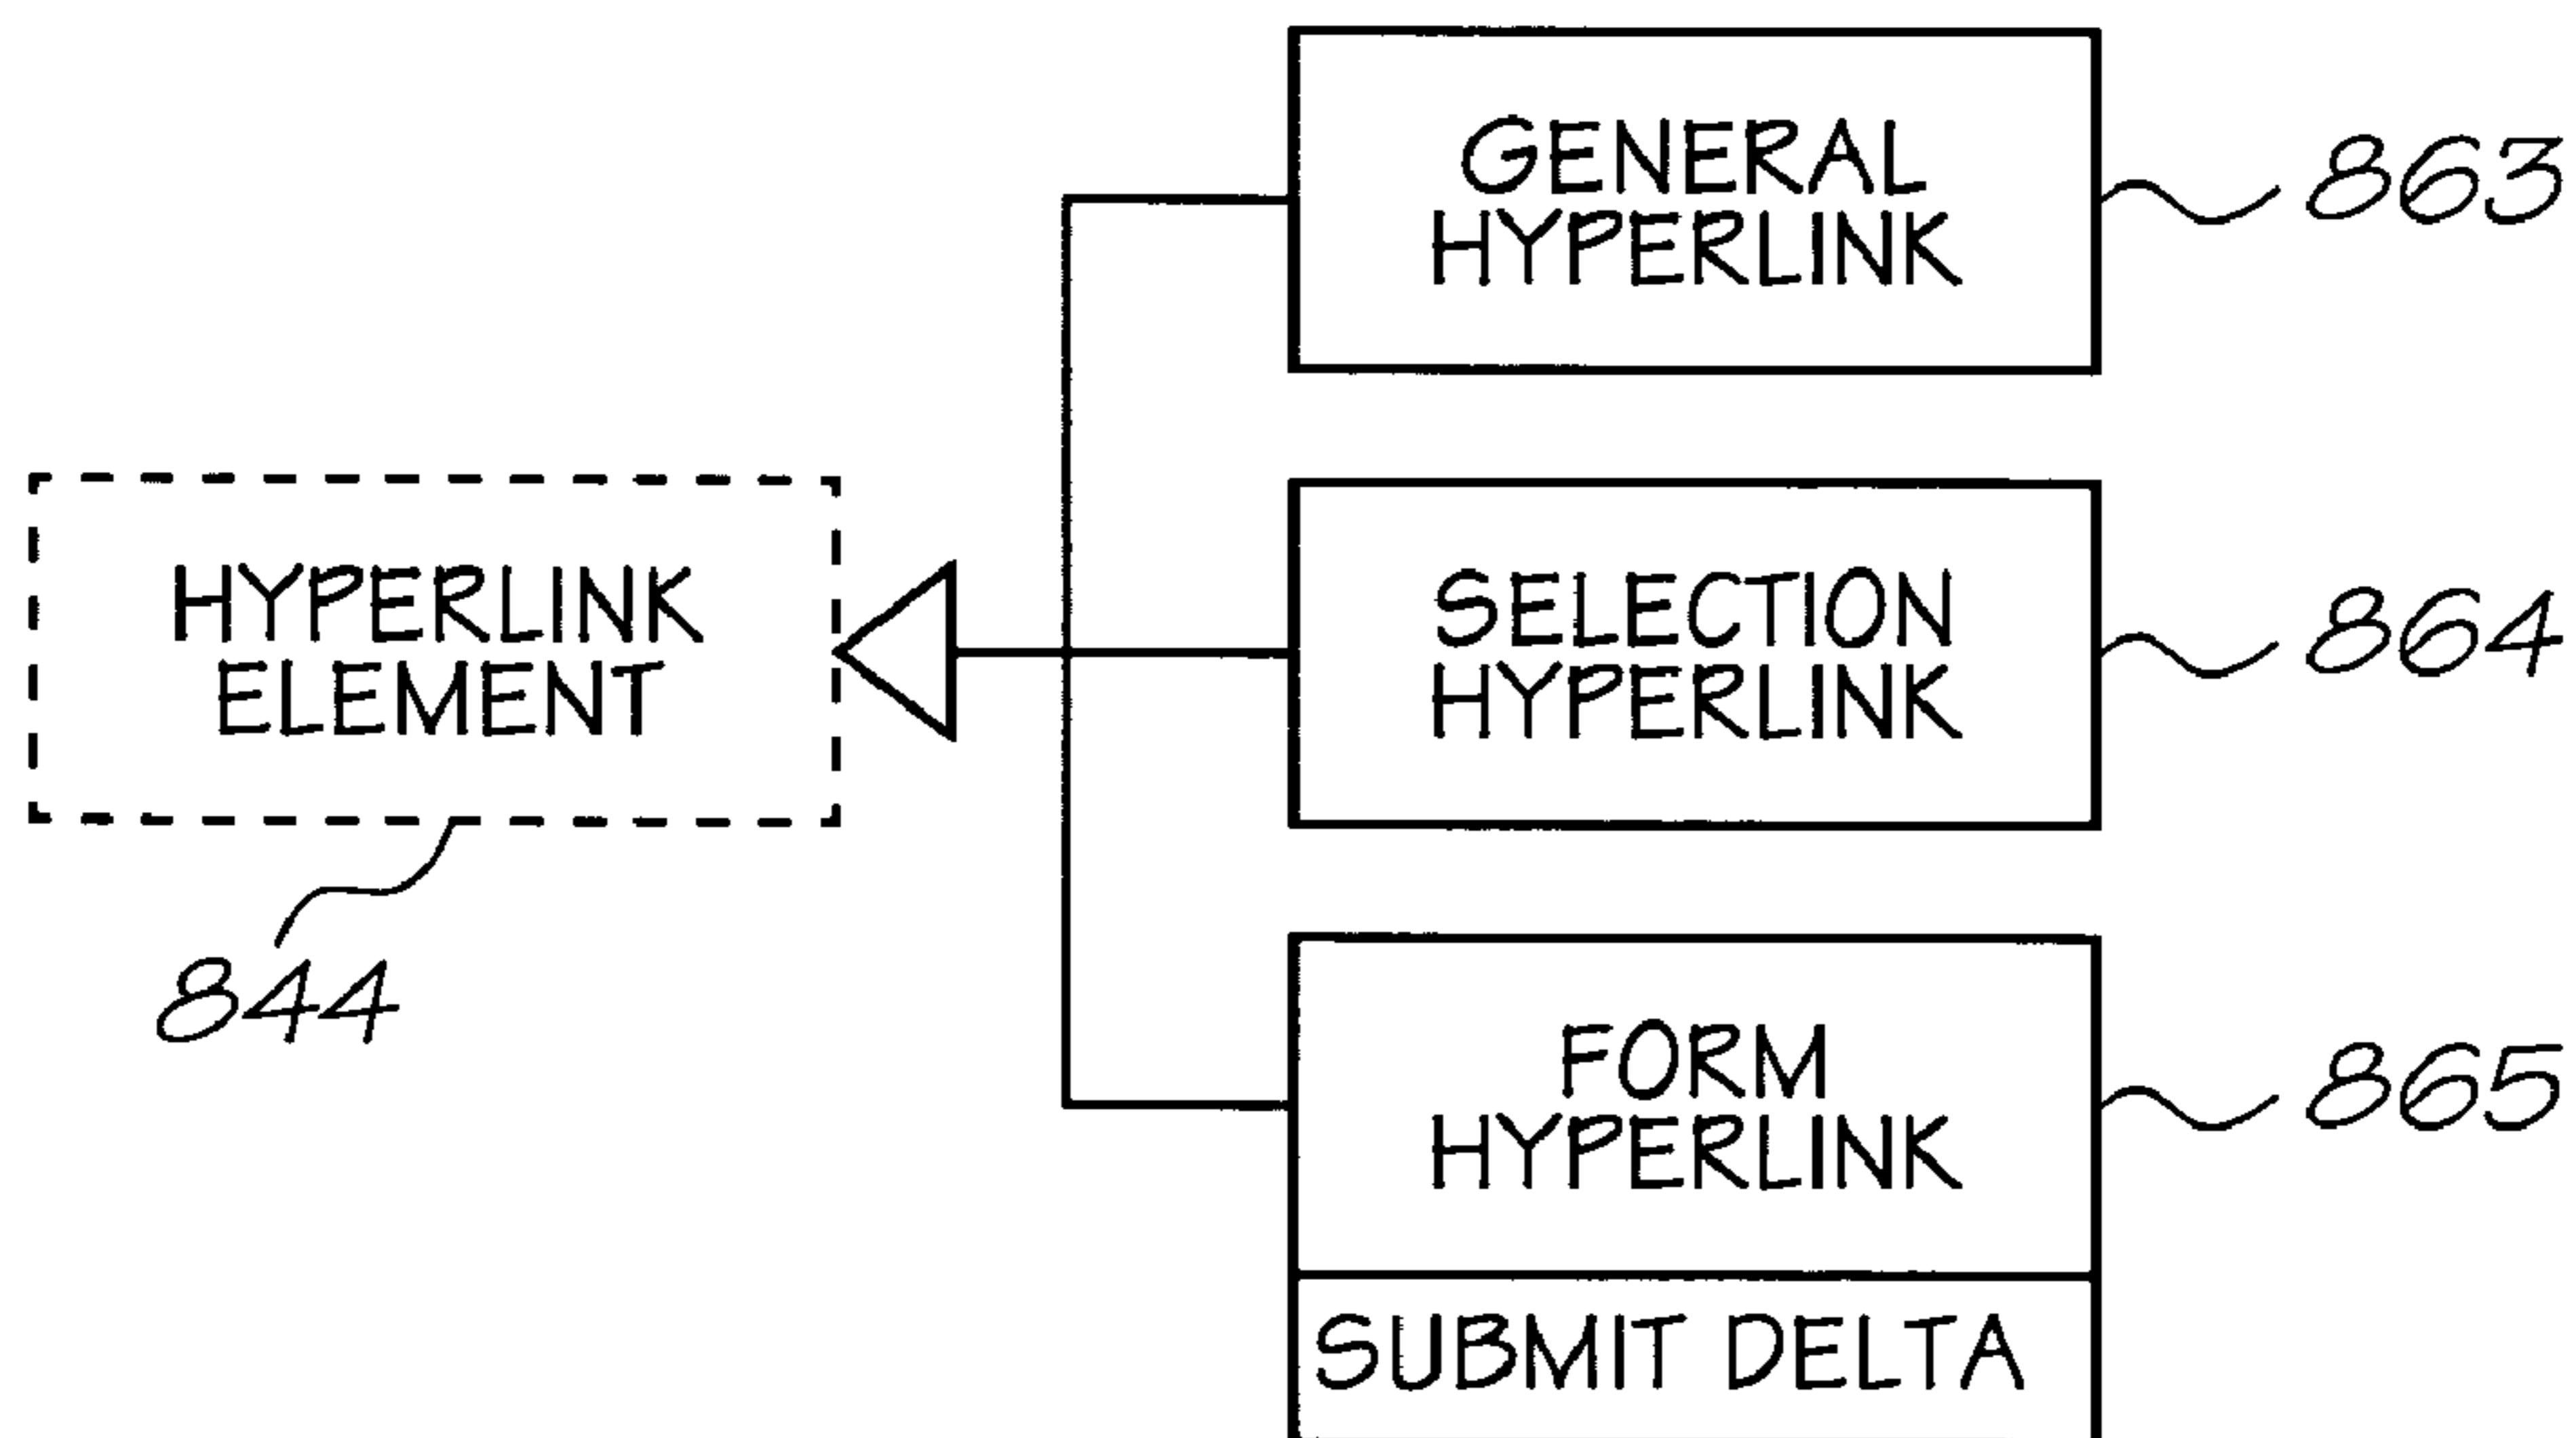 GENERAL
HYPERLINK
863
HYPERLINK
ELEMENT
844
SELECTION
HYPERLINK
864
FORM
HYPERLINK
865
SUBMIT DELTA